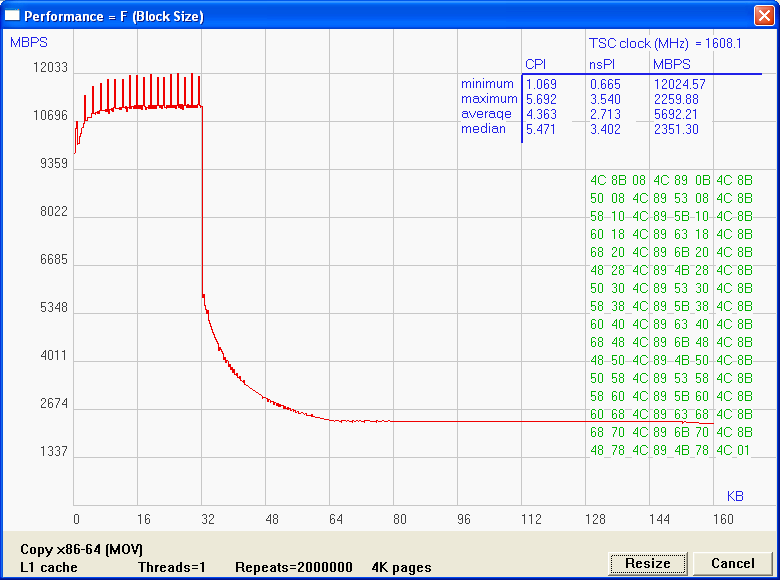 Performance = F (Block Size)
MBPS
TSC clock (MHz) = 1608.1
CPI nsPI MBPS
minimum 1.069 0.665 12024.57
maximum 5.692 3.540 2259.88
average 4.363 2.713 5692.21
median 5.471 3.402 2351.30
12033
10696
9359
8022
6685
5348
4011
2674
1337
4C 8B 08 4C 89 0B 4C 8B
50 08 4C 89 53 08 4C 8B
58 10 4C 89 5B 10 4C 8B
60 18 4C 89 63 18 4C 8B
68 20 4C 89 6B 20 4C 8B
48 28 4C 89 4B 28 4C 8B
50 30 4C 89 53 30 4C 8B
58 38 4C 89 5B 38 4C 8B
60 40 4C 89 63 40 4C 8B
68 48 4C 89 6B 48 4C 8B
48 50 4C 89 4B 50 4C 8B
50 58 4C 89 53 58 4C 8B
58 60 4C 89 5B 60 4C 8B
60 68 4C 89 63 68 4C 8B
68 70 4C 89 6B 70 4C 8B
48 78 4C 89 4B 78 4C 01
KB
0 16 32 48 64 80 96 112 128 144 160
Copy x86-64 (MOV)
L1 cache Threads=1 Repeats=2000000 4K pages
Resize Cancel